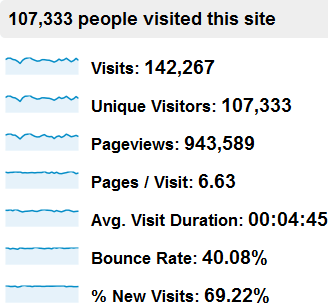 107,333 people visited this site
Visits: 142,267
Unique Visitors: 107,333
Pageviews: 943,589
Pages / Visit: 6.63
Avg. Visit Duration: 00:04:45
Bounce Rate: 40.08%
% New Visits: 69.22%